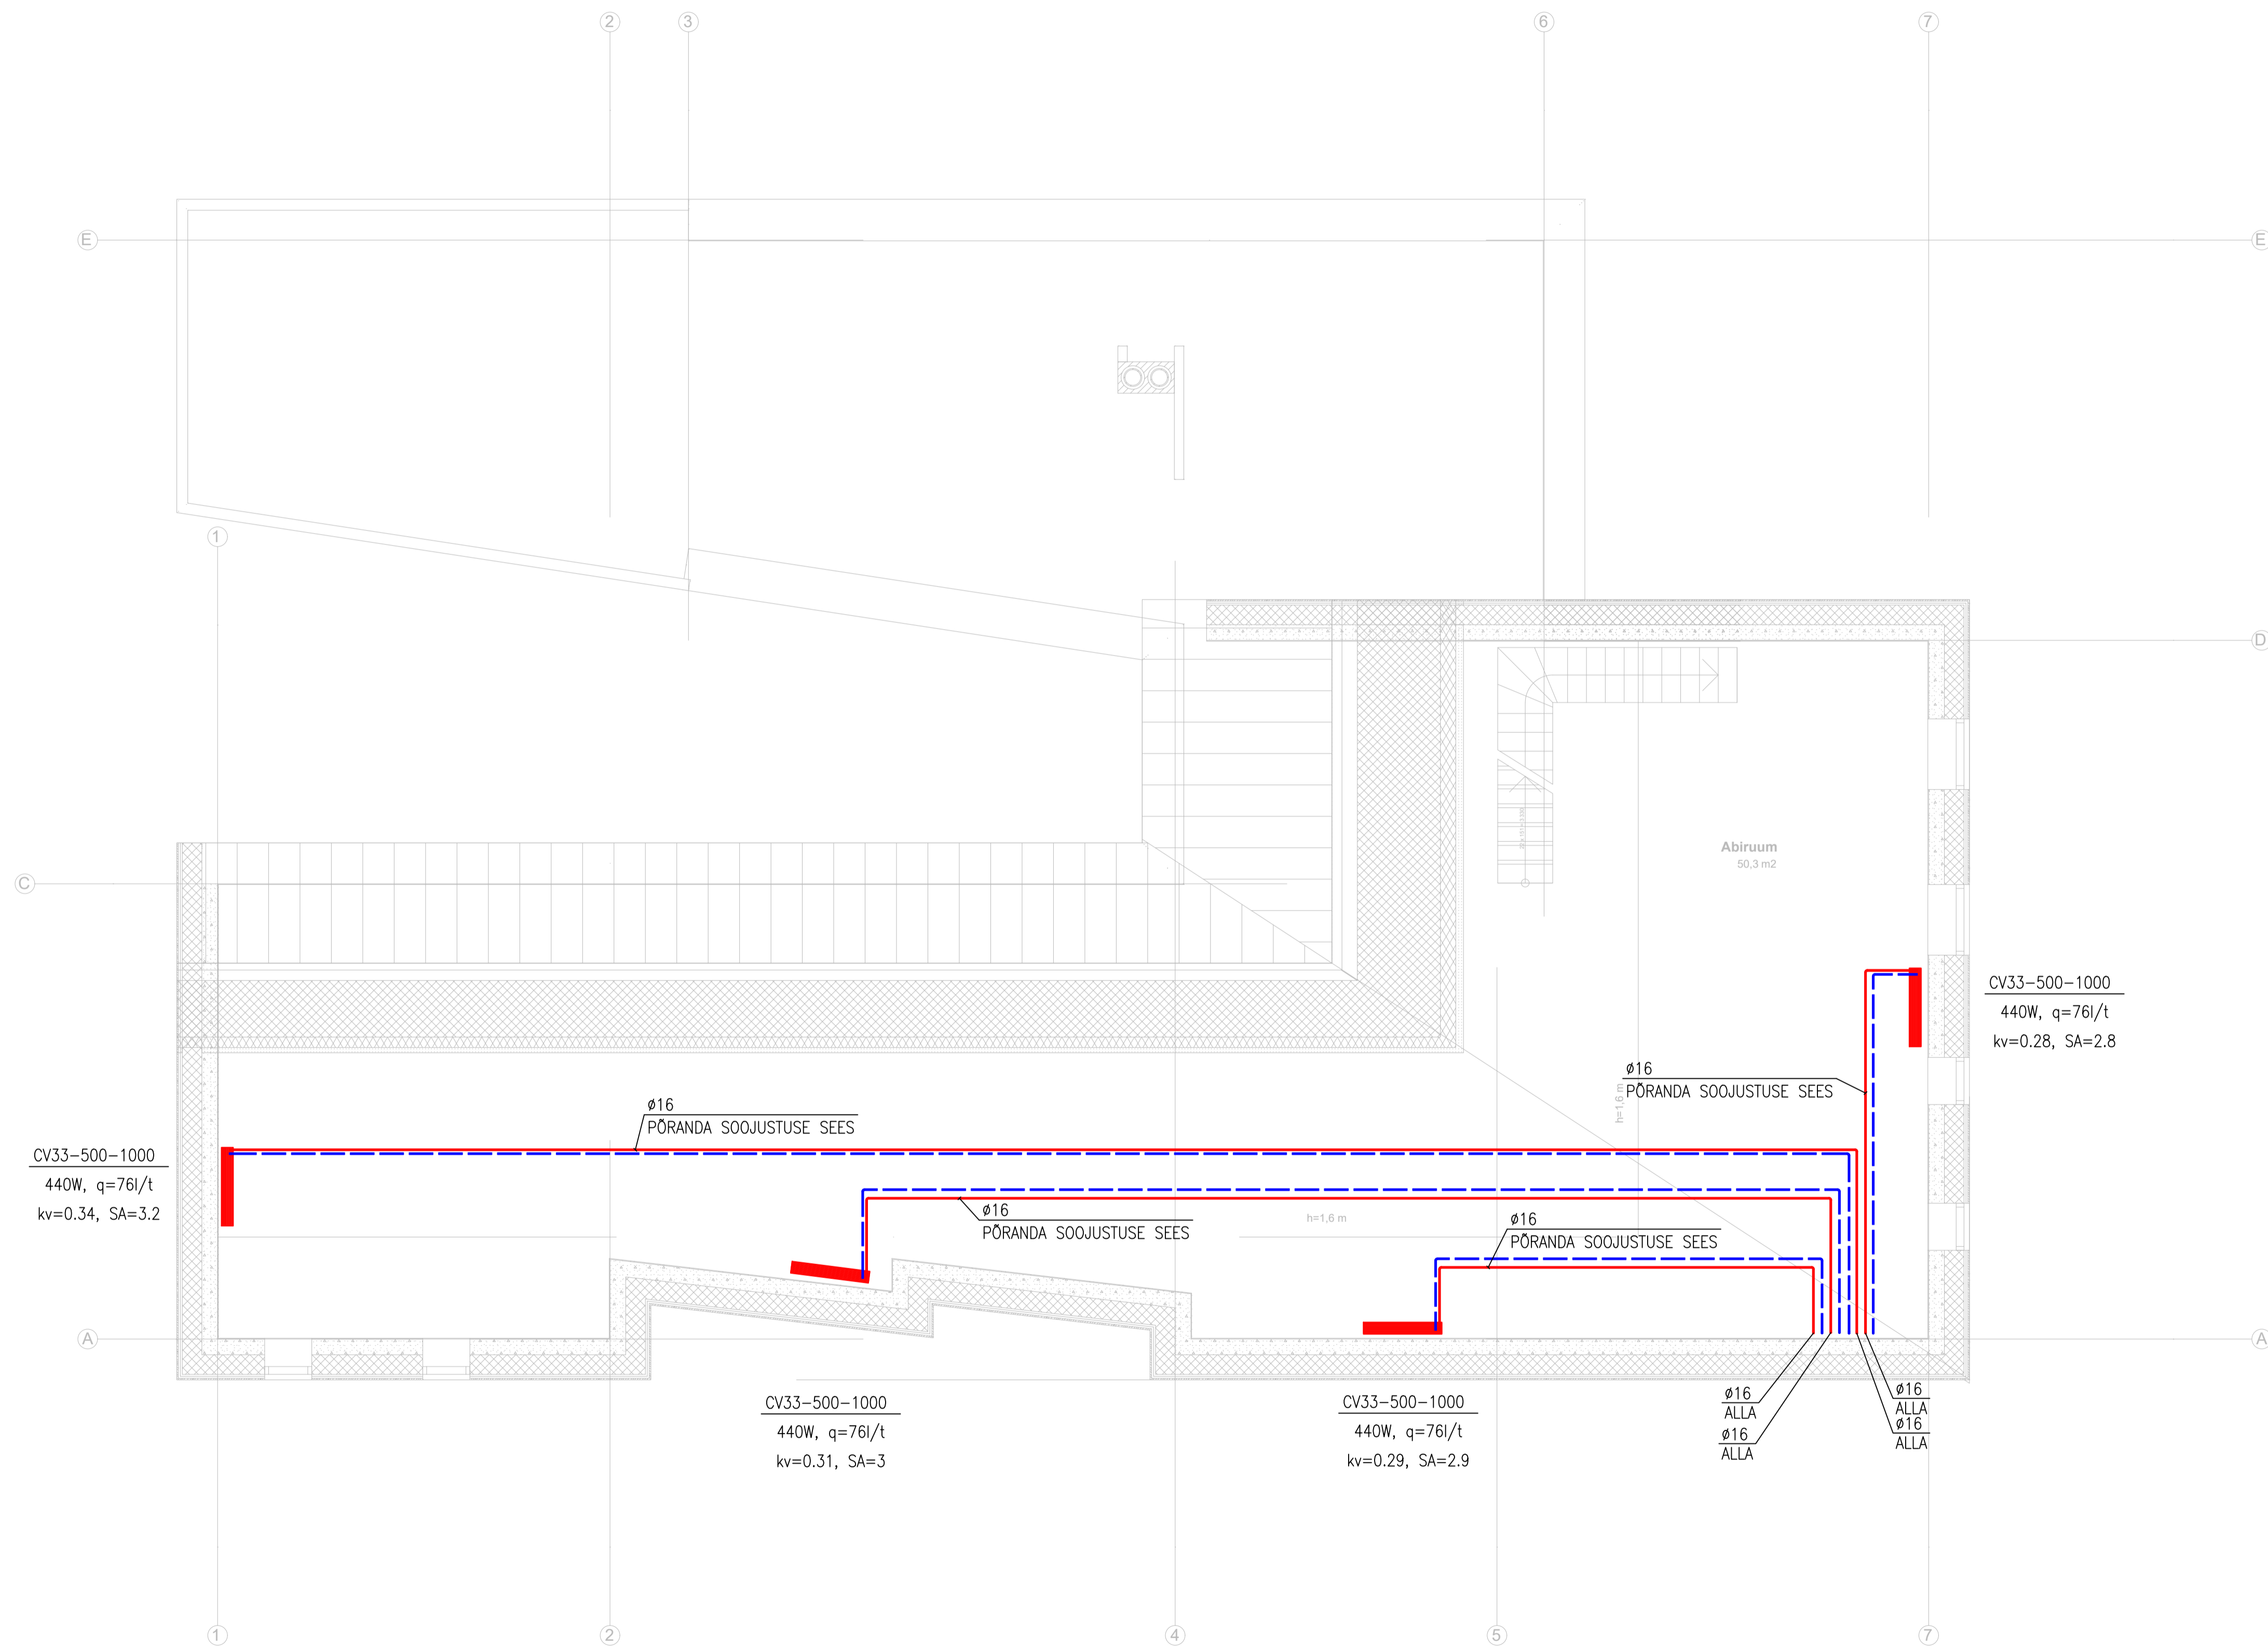 2
3
6
7
E
E
1
D
Abiruum
50,3 m2
C
CV33-500-1000
440W, q=76l/t
kv=0.28, SA=2.8
ø16
PÕRANDA SOOJUSTUSE SEES
h=1,6 m
ø16
PÕRANDA SOOJUSTUSE SEES
CV33-500-1000
440W, q=76l/t
kv=0.34, SA=3.2
ø16
PÕRANDA SOOJUSTUSE SEES
h=1,6 m
ø16
PÕRANDA SOOJUSTUSE SEES
A
A
CV33-500-1000
440W, q=76l/t
kv=0.31, SA=3
CV33-500-1000
440W, q=76l/t
kv=0.29, SA=2.9
ø16
ALLA
ø16
ALLA
ø16
ALLA
ø16
ALLA
1
2
4
5
7